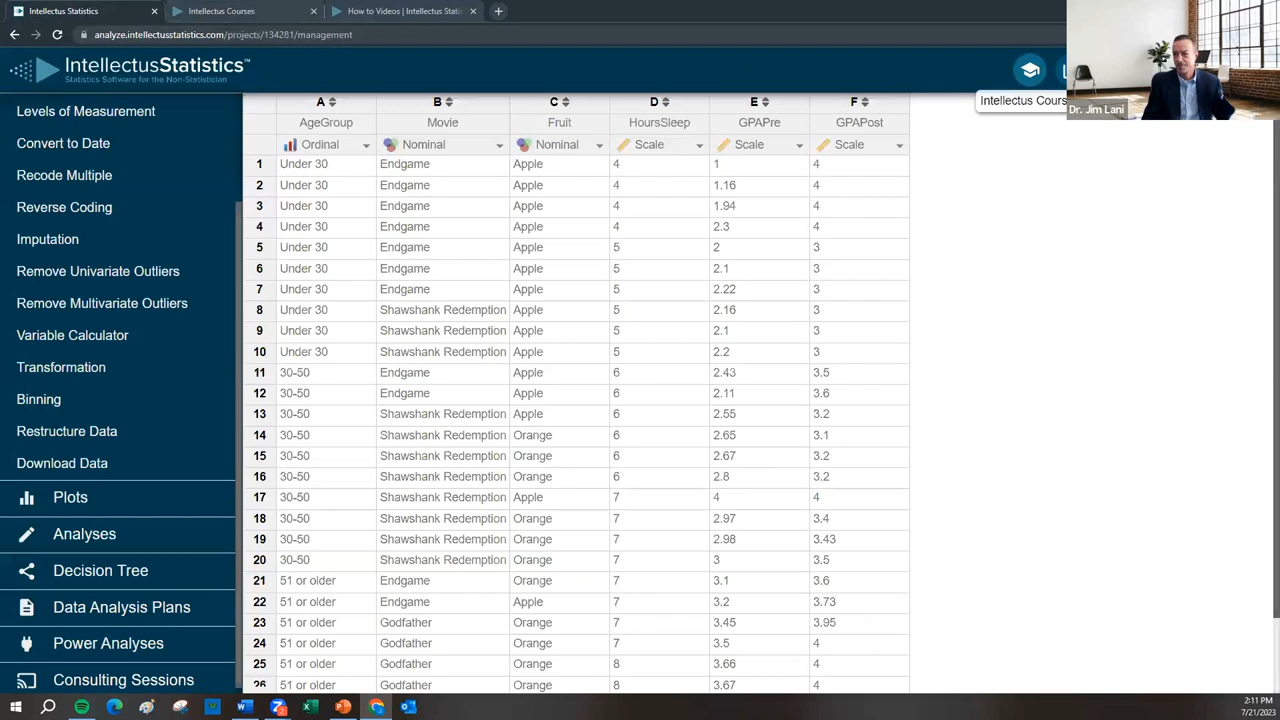 Intellectus Statistics
Intellectus Courses
How to Videos | Intellectus Statis
analyze.intellectusstatistics.com/projects/134281/management
IntellectusStatistics™
Statistics Software for the Non-Statistician
Intellectus Cours
Dr. Jim Lani
Levels of Measurement
Convert to Date
Recode Multiple
Reverse Coding
Imputation
Remove Univariate Outliers
Remove Multivariate Outliers
Variable Calculator
Transformation
Binning
Restructure Data
Download Data
Plots
Analyses
Decision Tree
Data Analysis Plans
Power Analyses
Consulting Sessions
A B C D E F
AgeGroup Movie Fruit HoursSleep GPAPre GPAPost
Ordinal Nominal Nominal Scale Scale Scale
1 Under 30 Endgame Apple 4 1 4
2 Under 30 Endgame Apple 4 1.16 4
3 Under 30 Endgame Apple 4 1.94 4
4 Under 30 Endgame Apple 4 2.3 4
5 Under 30 Endgame Apple 5 2 3
6 Under 30 Endgame Apple 5 2.1 3
7 Under 30 Endgame Apple 5 2.22 3
8 Under 30 Shawshank Redemption Apple 5 2.16 3
9 Under 30 Shawshank Redemption Apple 5 2.1 3
10 Under 30 Shawshank Redemption Apple 5 2.2 3
11 30-50 Endgame Apple 6 2.43 3.5
12 30-50 Endgame Apple 6 2.11 3.6
13 30-50 Shawshank Redemption Apple 6 2.55 3.2
14 30-50 Shawshank Redemption Orange 6 2.65 3.1
15 30-50 Shawshank Redemption Orange 6 2.67 3.2
16 30-50 Shawshank Redemption Orange 6 2.8 3.2
17 30-50 Shawshank Redemption Apple 7 4 4
18 30-50 Shawshank Redemption Orange 7 2.97 3.4
19 30-50 Shawshank Redemption Orange 7 2.98 3.43
20 30-50 Shawshank Redemption Orange 7 3 3.5
21 51 or older Endgame Orange 7 3.1 3.6
22 51 or older Endgame Apple 7 3.2 3.73
23 51 or older Godfather Orange 7 3.45 3.95
24 51 or older Godfather Orange 7 3.5 4
25 51 or older Godfather Orange 8 3.66 4
26 51 or older Godfather Orange 8 3.67 4
2:11 PM
7/21/2023